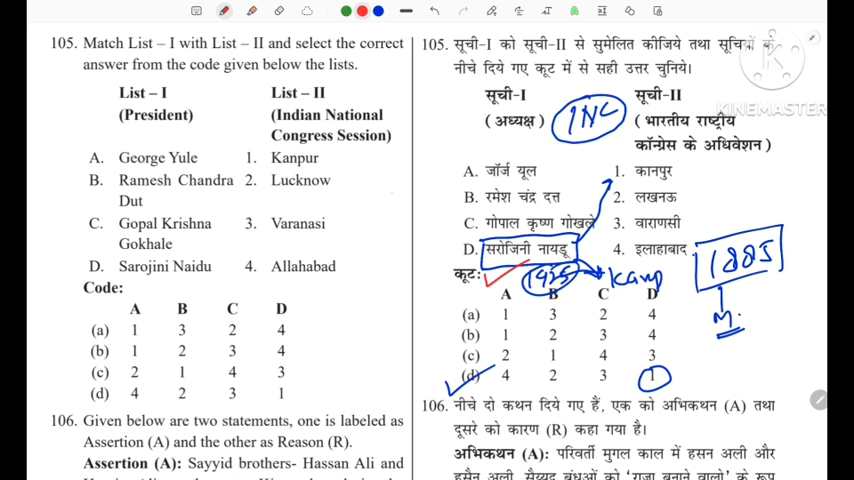 105. Match List – I with List – II and select the correct
answer from the code given below the lists.
List – I List – II
(President) (Indian National
Congress Session)
A. George Yule 1. Kanpur
B. Ramesh Chandra 2. Lucknow
Dut
C. Gopal Krishna 3. Varanasi
Gokhale
D. Sarojini Naidu 4. Allahabad
Code:
A B C D
(a) 1 3 2 4
(b) 1 2 3 4
(c) 2 1 4 3
(d) 4 2 3 1
106. Given below are two statements, one is labeled as
Assertion (A) and the other as Reason (R).
Assertion (A): Sayyid brothers- Hassan Ali and
105. सूची-I को सूची-II से सुमेलित कीजिये तथा सूचियों के
नीचे दिये गए कूट में से सही उत्तर चुनिये।
सूची-I सूची-II
(अध्यक्ष) INC (भारतीय राष्ट्रीय
कॉन्ग्रेस के अधिवेशन)
A. जॉर्ज यूल 1. कानपुर
B. रमेश चंद्र दत्त 2. लखनऊ
C. गोपाल कृष्ण गोखले 3. वाराणसी
D. सरोजिनी नायडू 4. इलाहाबाद 1885
कूट: 1925 Kanp
A B C D
(a) 1 3 2 4 M.
(b) 1 2 3 4
(c) 2 1 4 3
(d) 4 2 3 1
106. नीचे दो कथन दिये गए हैं, एक को अभिकथन (A) तथा
दूसरे को कारण (R) कहा गया है।
अभिकथन (A): परिवर्ती मुगल काल में हसन अली और
हुसैन अली, सैय्यद बंधुओं को 'राजा बनाने वालो' के रूप
KINEMASTER